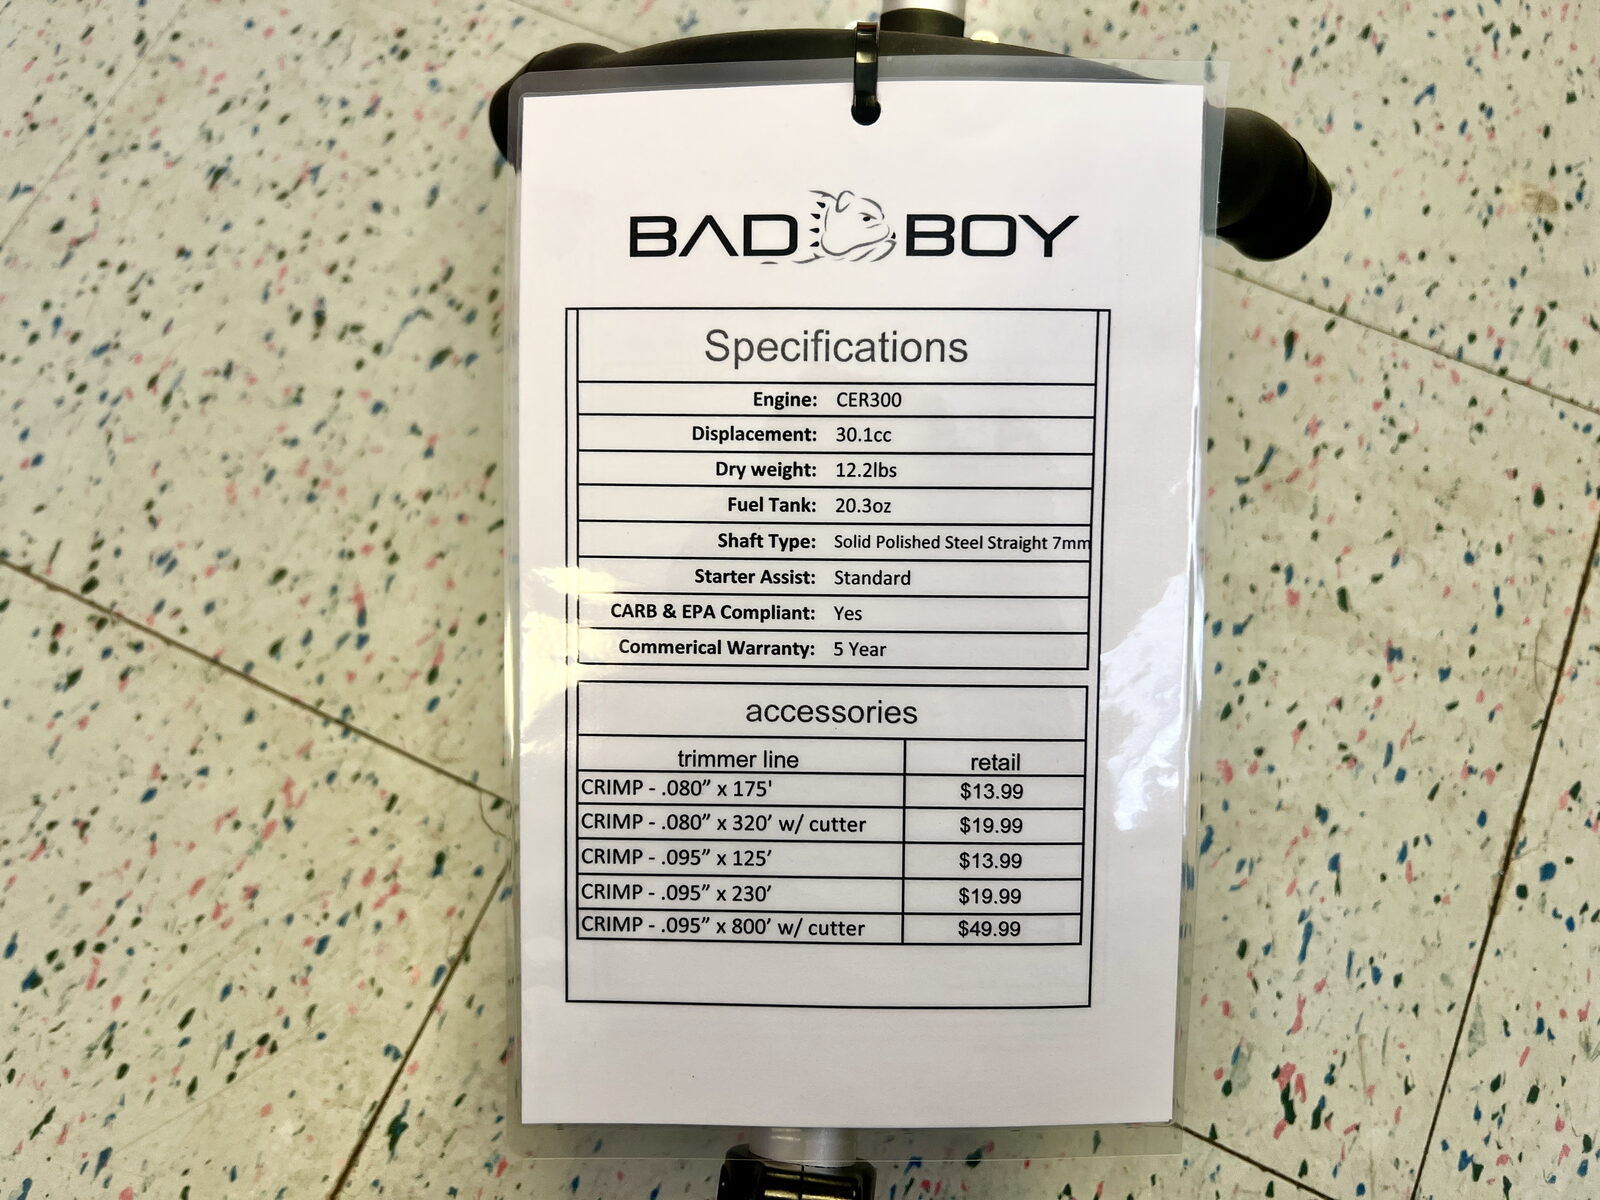 BAD BOY
Specifications
Engine: CER300
Displacement: 30.1cc
Dry weight: 12.2lbs
Fuel Tank: 20.3oz
Shaft Type: Solid Polished Steel Straight 7mm
Starter Assist: Standard
CARB & EPA Compliant: Yes
Commerical Warranty: 5 Year
accessories
trimmer line retail
CRIMP - .080” x 175' $13.99
CRIMP - .080” x 320’ w/ cutter $19.99
CRIMP - .095” x 125’ $13.99
CRIMP - .095” x 230’ $19.99
CRIMP - .095” x 800’ w/ cutter $49.99